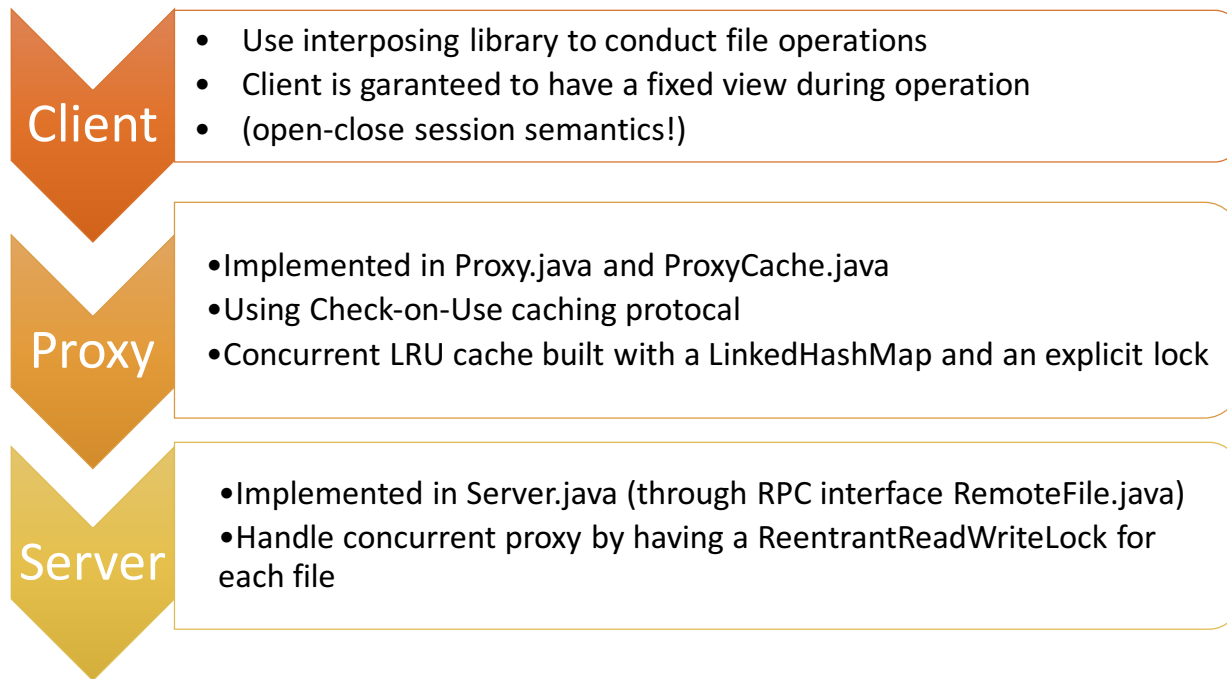 Client
• Use interposing library to conduct file operations
• Client is garanteed to have a fixed view during operation
• (open-close session semantics!)
Proxy
•Implemented in Proxy.java and ProxyCache.java
•Using Check-on-Use caching protocal
•Concurrent LRU cache built with a LinkedHashMap and an explicit lock
Server
•Implemented in Server.java (through RPC interface RemoteFile.java)
•Handle concurrent proxy by having a ReentrantReadWriteLock for
each file